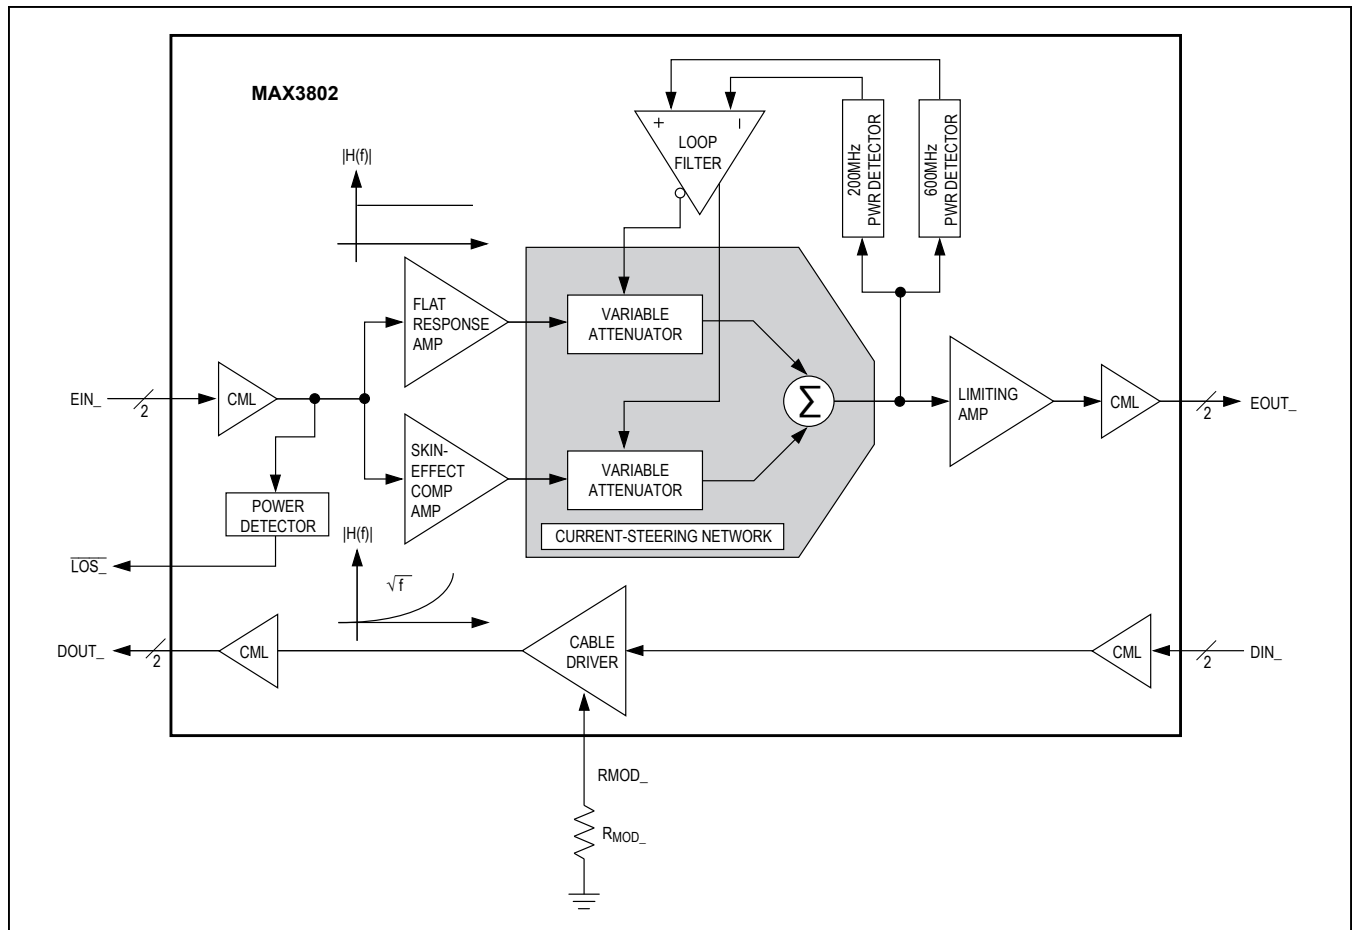 MAX3802
|H(f)|
+
–
LOOP
FILTER
200MHz
PWR DETECTOR
600MHz
PWR DETECTOR
FLAT
RESPONSE
AMP
VARIABLE
ATTENUATOR
EIN_
2
CML
Σ
LIMITING
AMP
CML
2
EOUT_
SKIN-
EFFECT
COMP
AMP
VARIABLE
ATTENUATOR
POWER
DETECTOR
CURRENT-STEERING NETWORK
LOS_
|H(f)|
√f
DOUT_
2
CML
CABLE
DRIVER
CML
2
DIN_
RMOD_
RMOD_